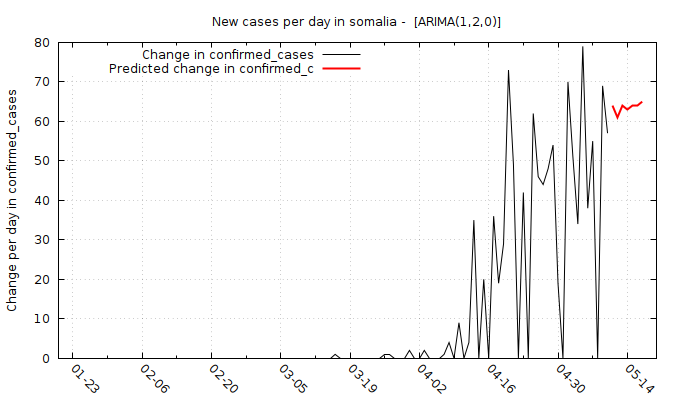 New cases per day in somalia -  [ARIMA(1,2,0)]
Change in confirmed_cases
Predicted change in confirmed_c
Change per day in confirmed_cases
80
70
60
50
40
30
20
10
0
01-23 02-06 02-20 03-05 03-19 04-02 04-16 04-30 05-14